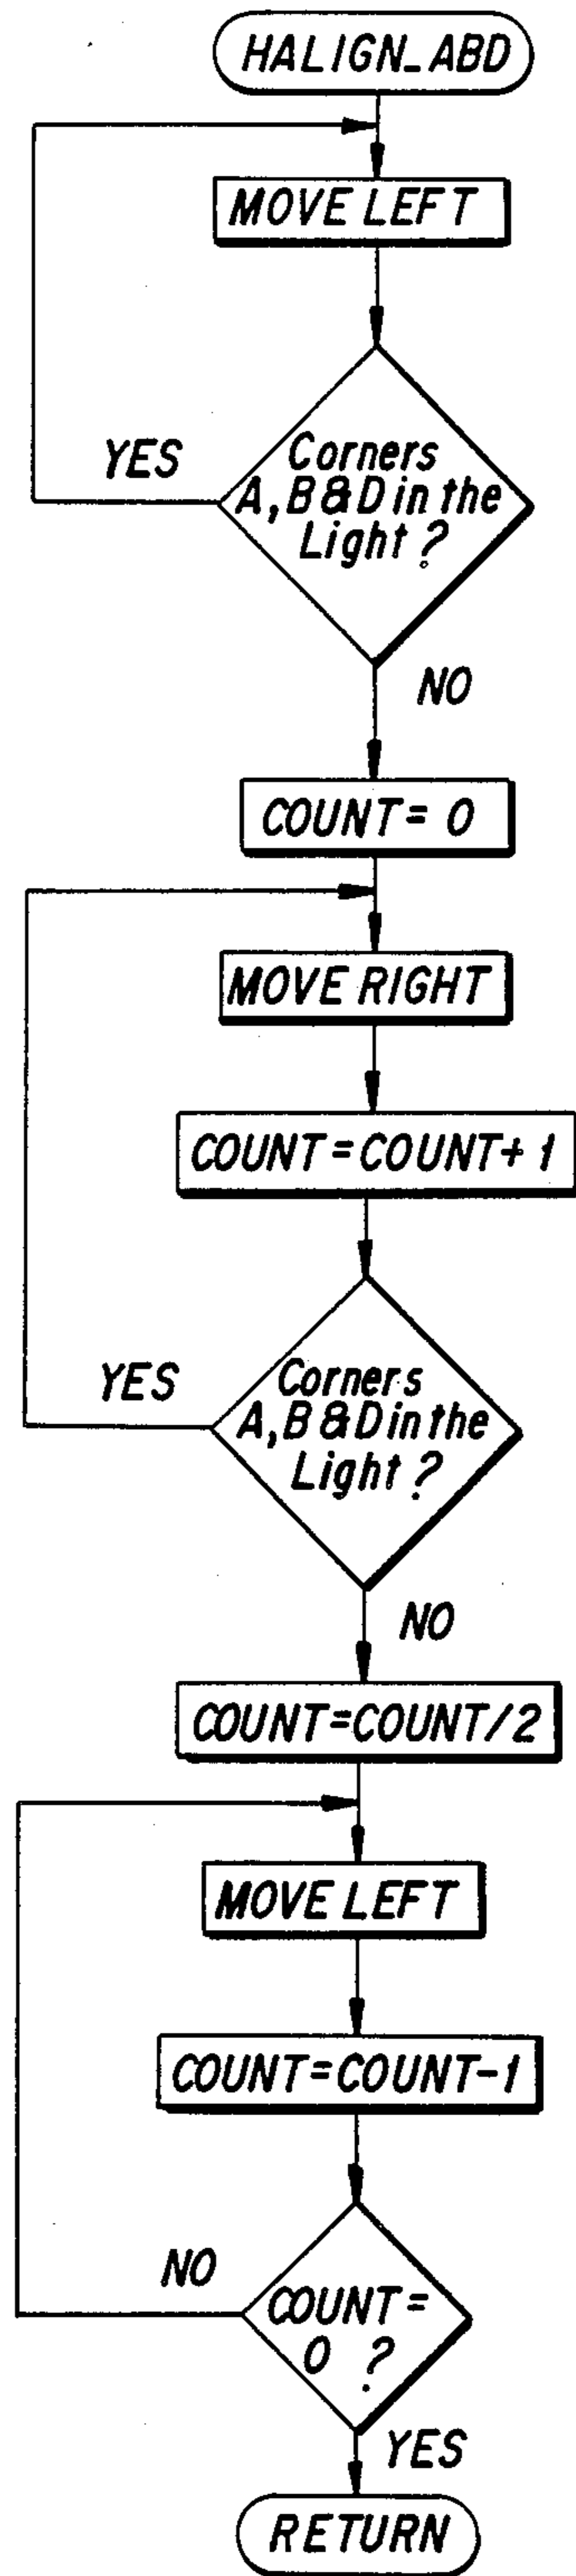 HALIGN_ABD
MOVE LEFT
YES
Corners
A, B & D in the
Light ?
NO
COUNT = 0
MOVE RIGHT
COUNT = COUNT + 1
YES
Corners
A, B & D in the
Light ?
NO
COUNT = COUNT / 2
MOVE LEFT
COUNT = COUNT - 1
NO
COUNT =
0 ?
YES
RETURN